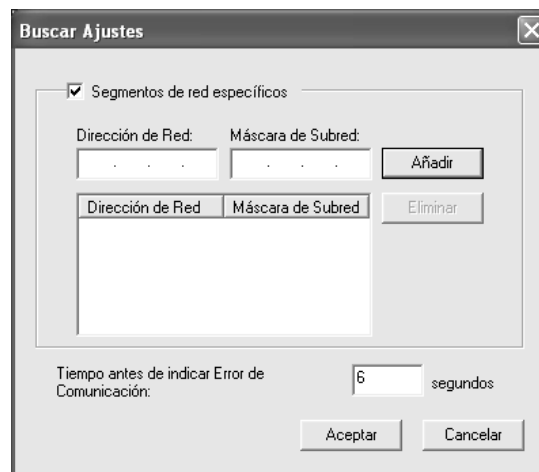 Buscar Ajustes
Segmentos de red específicos
Dirección de Red: Máscara de Subred:
. . . . . . Añadir
Dirección de Red Máscara de Subred Eliminar
Tiempo antes de indicar Error de
Comunicación: 6 segundos
Aceptar Cancelar